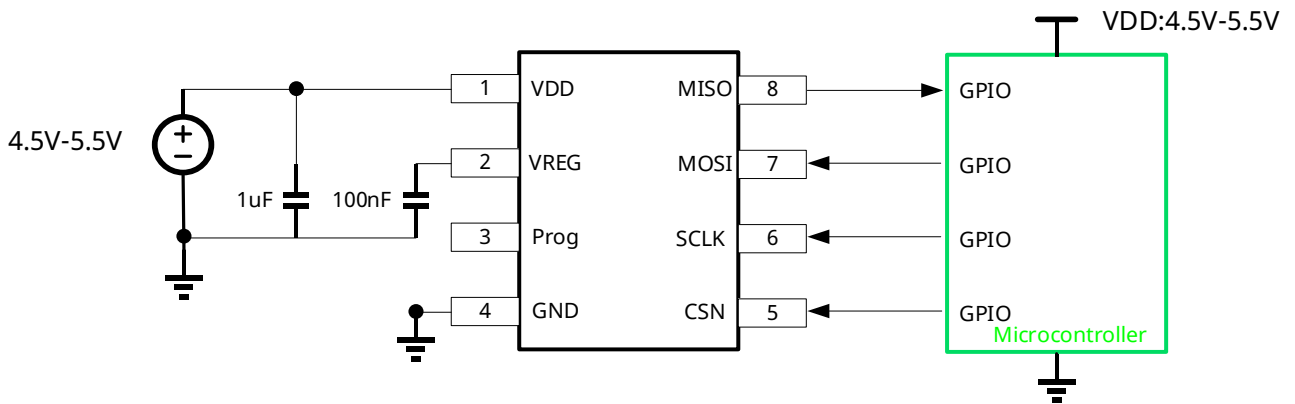 VDD:4.5V-5.5V
1 VDD MISO 8 GPIO
4.5V-5.5V
2 VREG MOSI 7 GPIO
1uF 100nF
3 Prog SCLK 6 GPIO
4 GND CSN 5 GPIO
Microcontroller